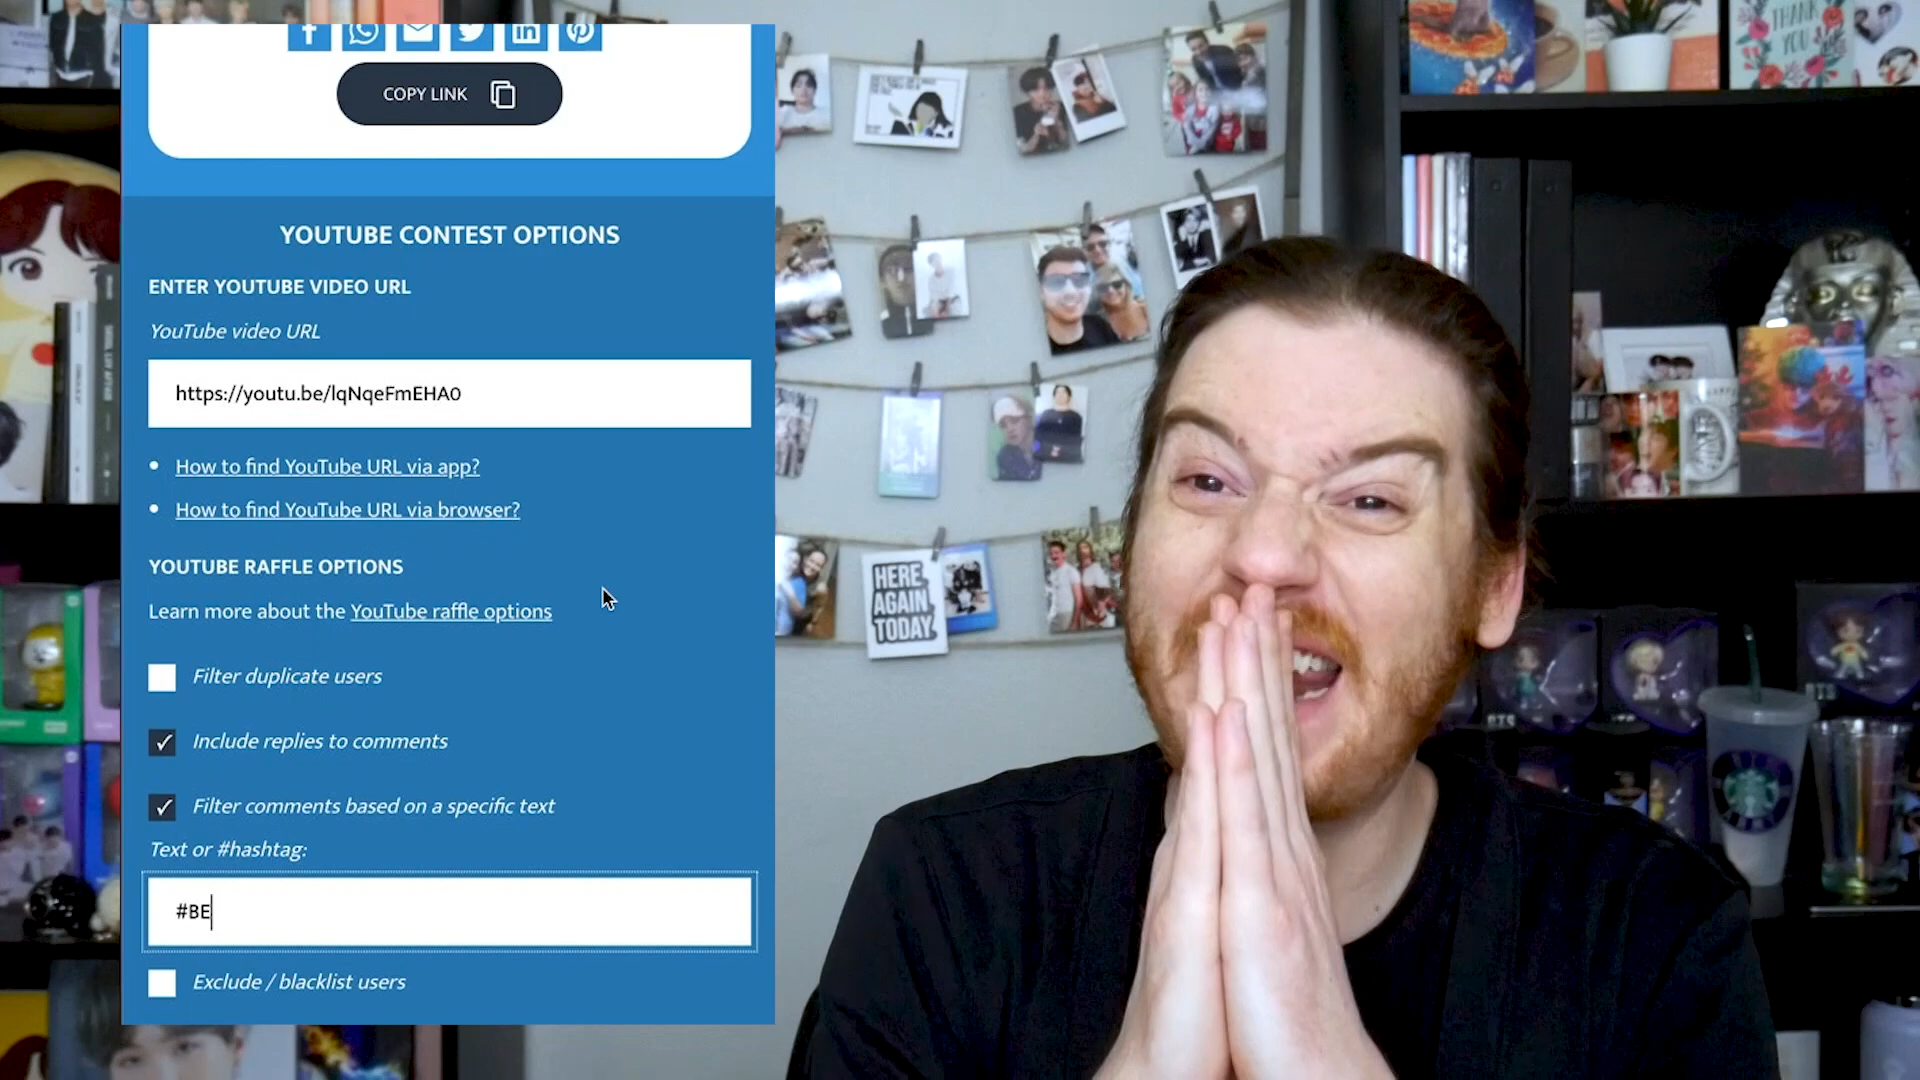 COPY LINK
YOUTUBE CONTEST OPTIONS
ENTER YOUTUBE VIDEO URL
YouTube video URL
https://youtu.be/lqNqeFmEHA0
How to find YouTube URL via app?
How to find YouTube URL via browser?
YOUTUBE RAFFLE OPTIONS
Learn more about the YouTube raffle options
Filter duplicate users
Include replies to comments
Filter comments based on a specific text
Text or #hashtag:
#BE
Exclude / blacklist users
HERE
AGAIN
TODAY
THANK
YOU
BTS